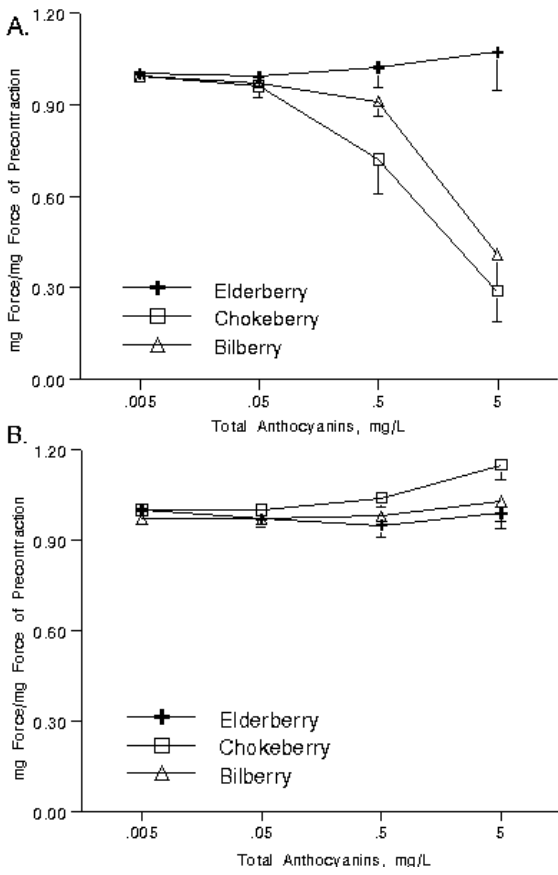 A.
1.20
0.90
0.60
0.30
0.00
mg Force/mg Force of Precontraction
Elderberry
Chokeberry
Bilberry
.005 .05 .5 5
Total Anthocyanins, mg/L
B.
1.20
0.90
0.60
0.30
0.00
mg Force/mg Force of Precontraction
Elderberry
Chokeberry
Bilberry
.005 .05 .5 5
Total Anthocyanins, mg/L